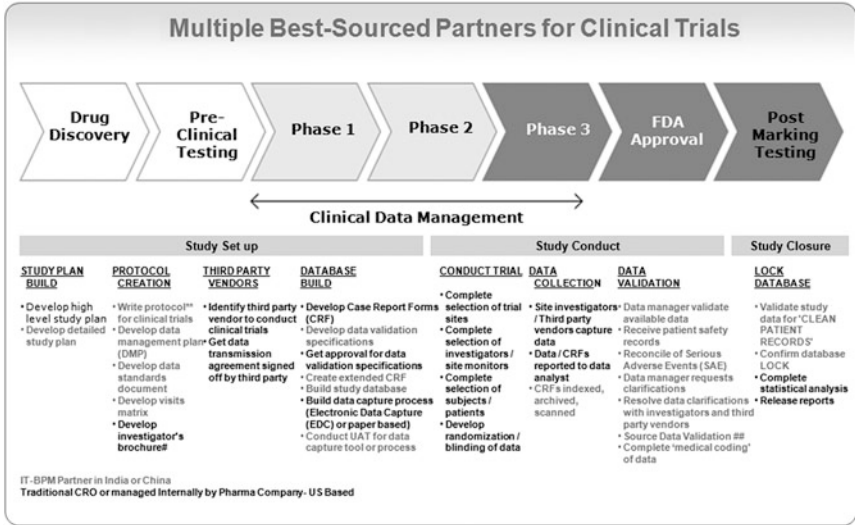 Multiple Best-Sourced Partners for Clinical Trials
Drug
Discovery
Pre-
Clinical
Testing
Phase 1
Phase 2
Phase 3
FDA
Approval
Post
Marking
Testing
Clinical Data Management
Study Set up
Study Conduct
Study Closure
STUDY PLAN
BUILD
• Develop high
level study plan
• Develop detailed
study plan
PROTOCOL
CREATION
• Write protocol**
for clinical trials
• Develop data
management plan
(DMP)
• Develop data
standards
document
• Develop visits
matrix
• Develop
investigator's
brochure#
THIRD PARTY
VENDORS
• Identify third party
vendor to conduct
clinical trials
• Get data
transmission
agreement signed
off by third party
DATABASE
BUILD
• Develop Case Report Forms
(CRF)
• Develop data validation
specifications
• Get approval for data
validation specifications
• Create extended CRF
• Build study database
• Build data capture process
(Electronic Data Capture
(EDC) or paper based)
• Conduct UAT for data
capture tool or process
CONDUCT TRIAL
• Complete
selection of trial
sites
• Complete
selection of
investigators /
site monitors
• Complete
selection of
subjects /
patients
• Develop
randomization /
blinding of data
DATA
COLLECTION
• Site investigators
/ Third party
vendors capture
data
• Data / CRFs
reported to data
analyst
• CRFs indexed,
archived,
scanned
DATA
VALIDATION
• Data manager validate
available data
• Receive patient safety
records
• Reconcile of Serious
Adverse Events (SAE)
• Data manager requests
clarifications
• Resolve data clarifications
with investigators and third
party vendors
• Source Data Validation ##
• Complete 'medical coding'
of data
LOCK
DATABASE
• Validate study
data for 'CLEAN
PATIENT
RECORDS'
• Confirm database
LOCK
• Complete
statistical analysis
• Release reports
IT-BPM Partner in India or China
Traditional CRO or managed Internally by Pharma Company- US Based